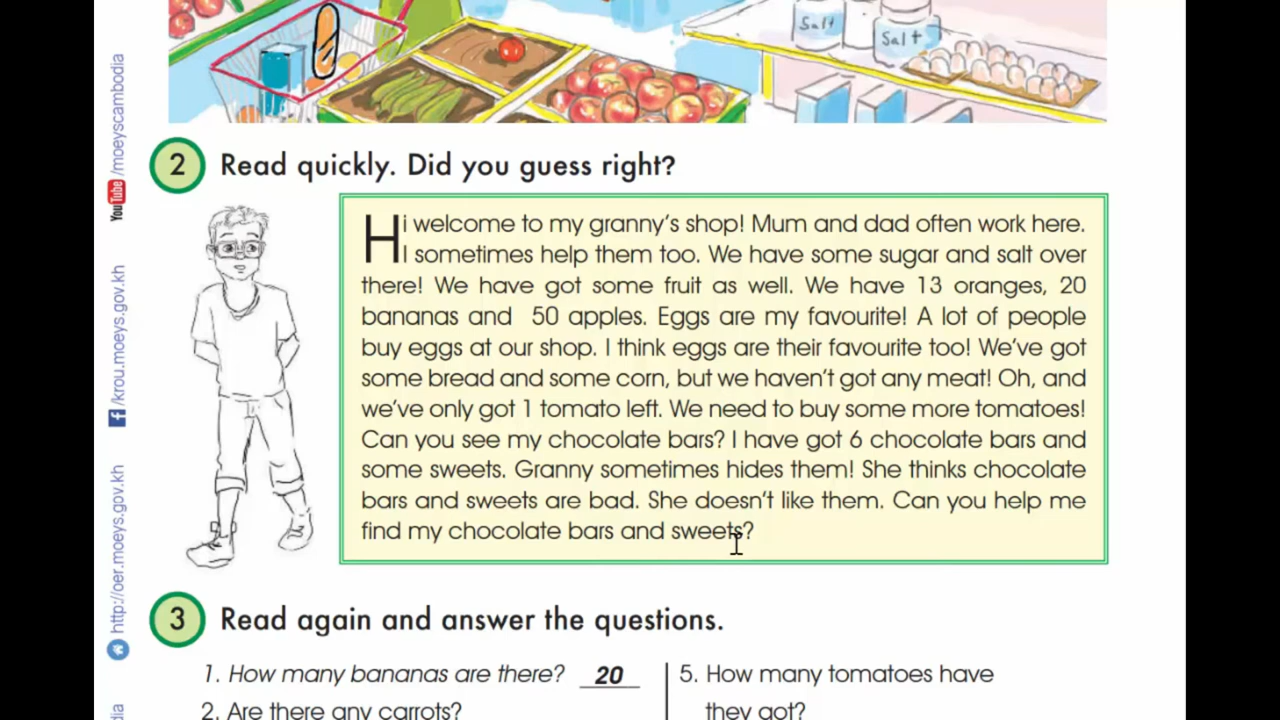 Salt
Salt
YouTube /moeyscambodia
f /krou.moeys.gov.kh
http://oer.moeys.gov.kh
dia
2 Read quickly. Did you guess right?
Hi welcome to my granny's shop! Mum and dad often work here.
I sometimes help them too. We have some sugar and salt over
there! We have got some fruit as well. We have 13 oranges, 20
bananas and 50 apples. Eggs are my favourite! A lot of people
buy eggs at our shop. I think eggs are their favourite too! We've got
some bread and some corn, but we haven't got any meat! Oh, and
we've only got 1 tomato left. We need to buy some more tomatoes!
Can you see my chocolate bars? I have got 6 chocolate bars and
some sweets. Granny sometimes hides them! She thinks chocolate
bars and sweets are bad. She doesn't like them. Can you help me
find my chocolate bars and sweets?
3 Read again and answer the questions.
1. How many bananas are there? 20
2. Are there any carrots?
5. How many tomatoes have
they got?